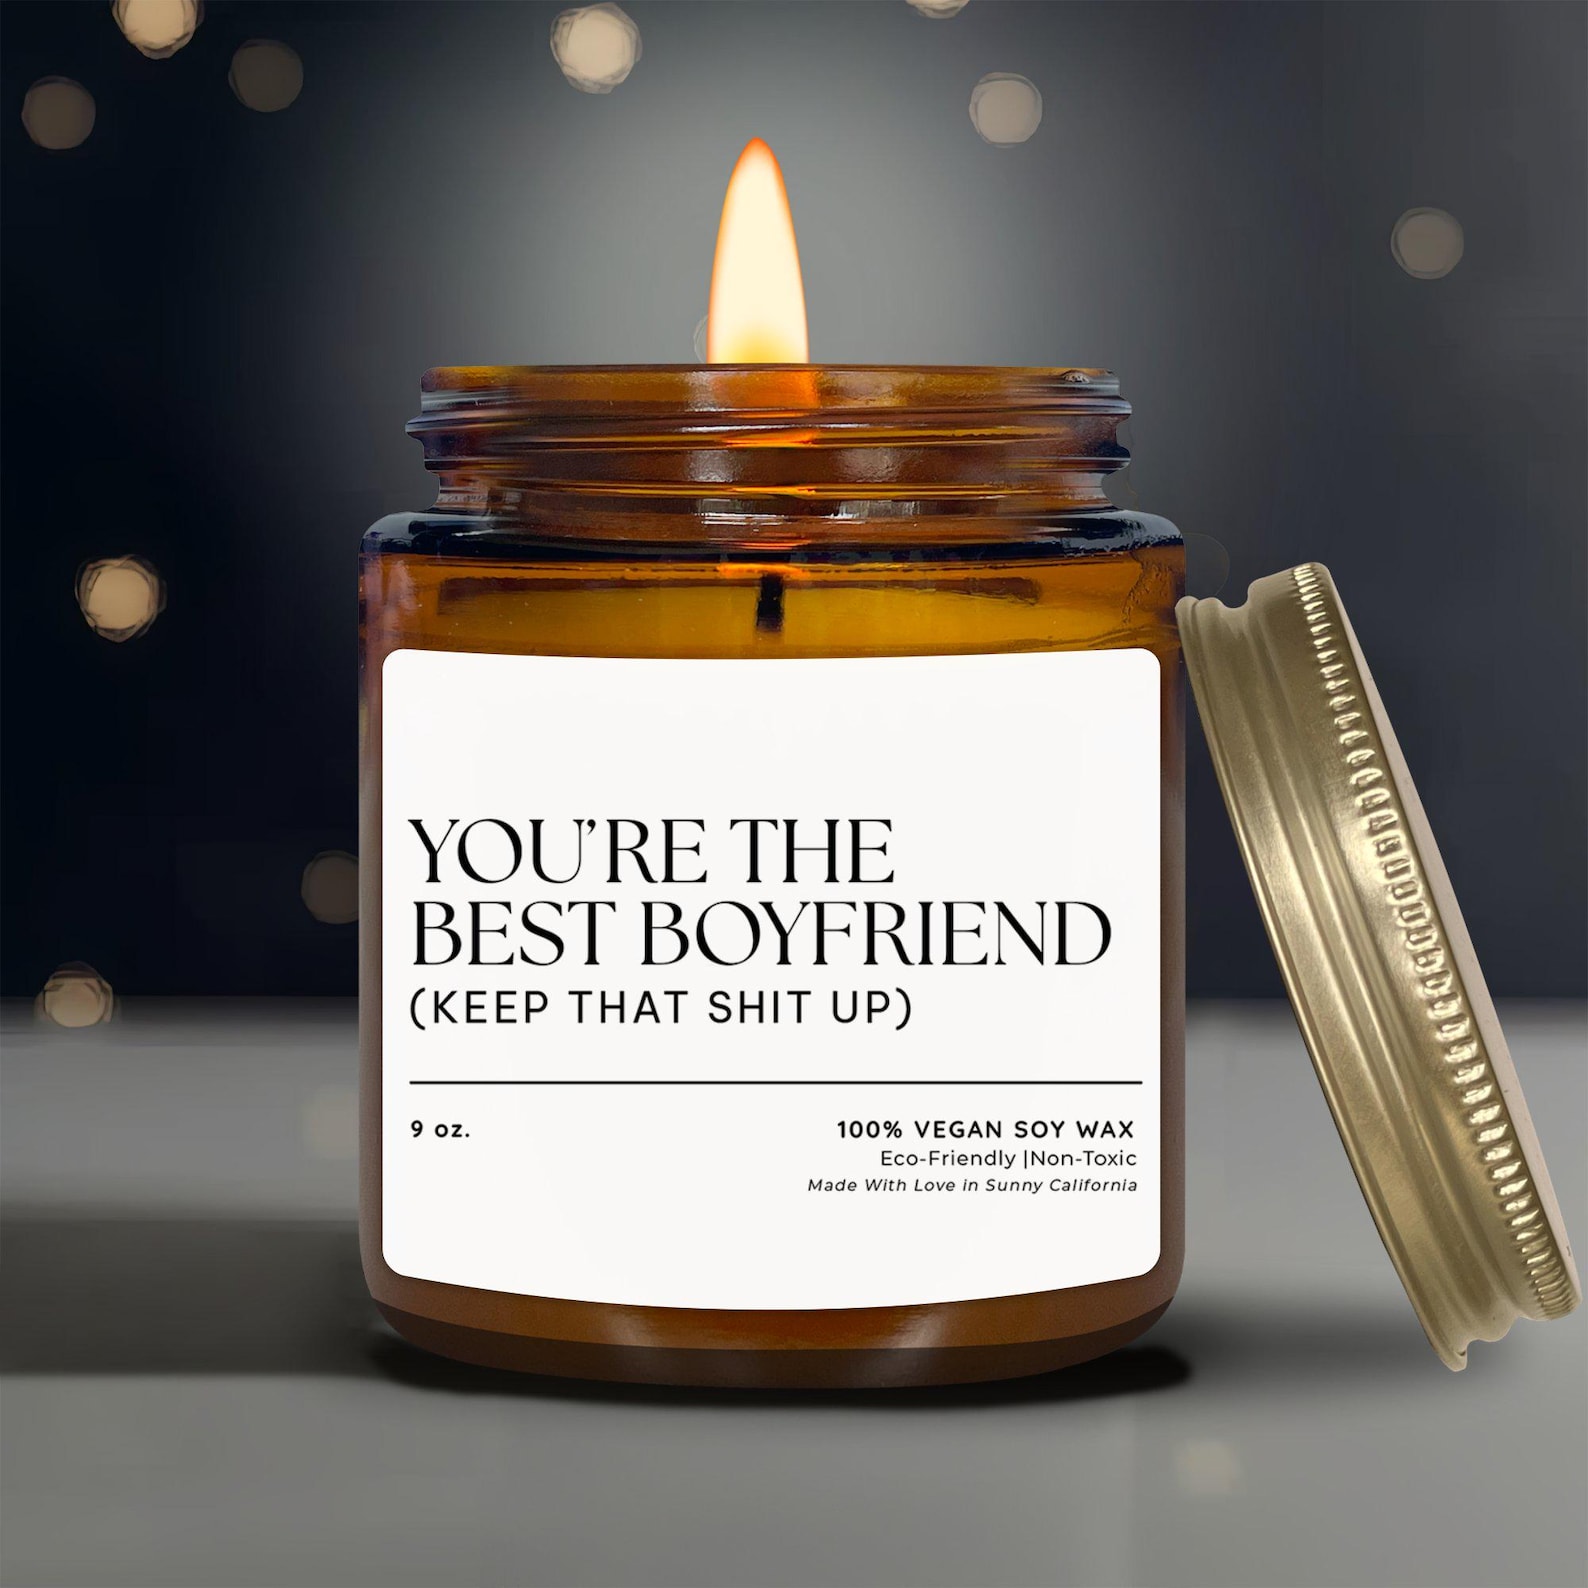 YOU'RE THE
BEST BOYFRIEND
(KEEP THAT SHIT UP)
9 oz.
100% VEGAN SOY WAX
Eco-Friendly |Non-Toxic
Made With Love in Sunny California